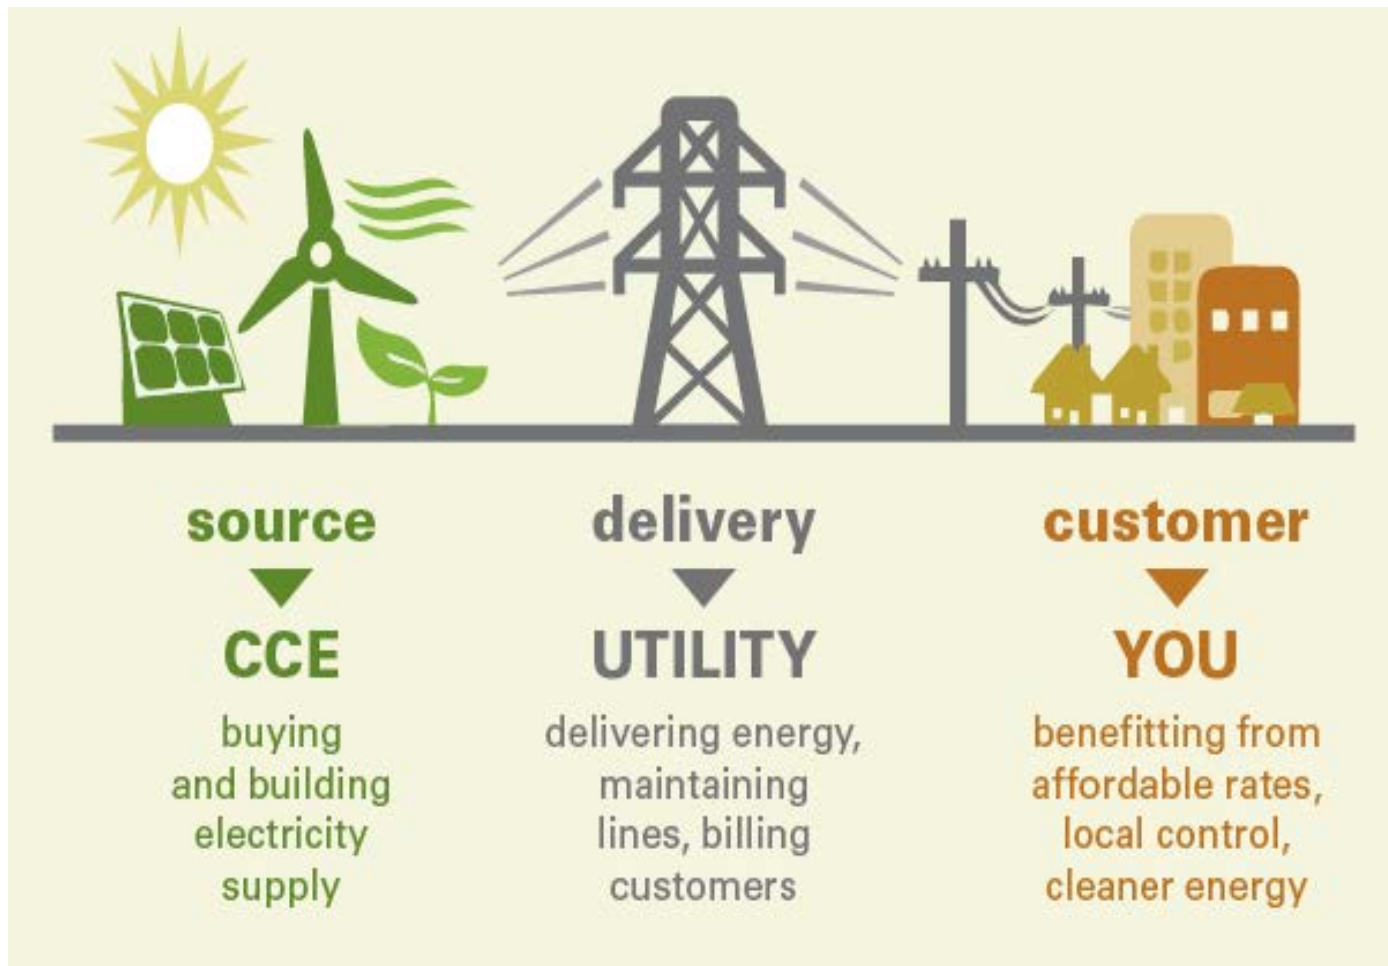 source
CCE
buying
and building
electricity
supply
delivery
UTILITY
delivering energy,
maintaining
lines, billing
customers
customer
YOU
benefitting from
affordable rates,
local control,
cleaner energy